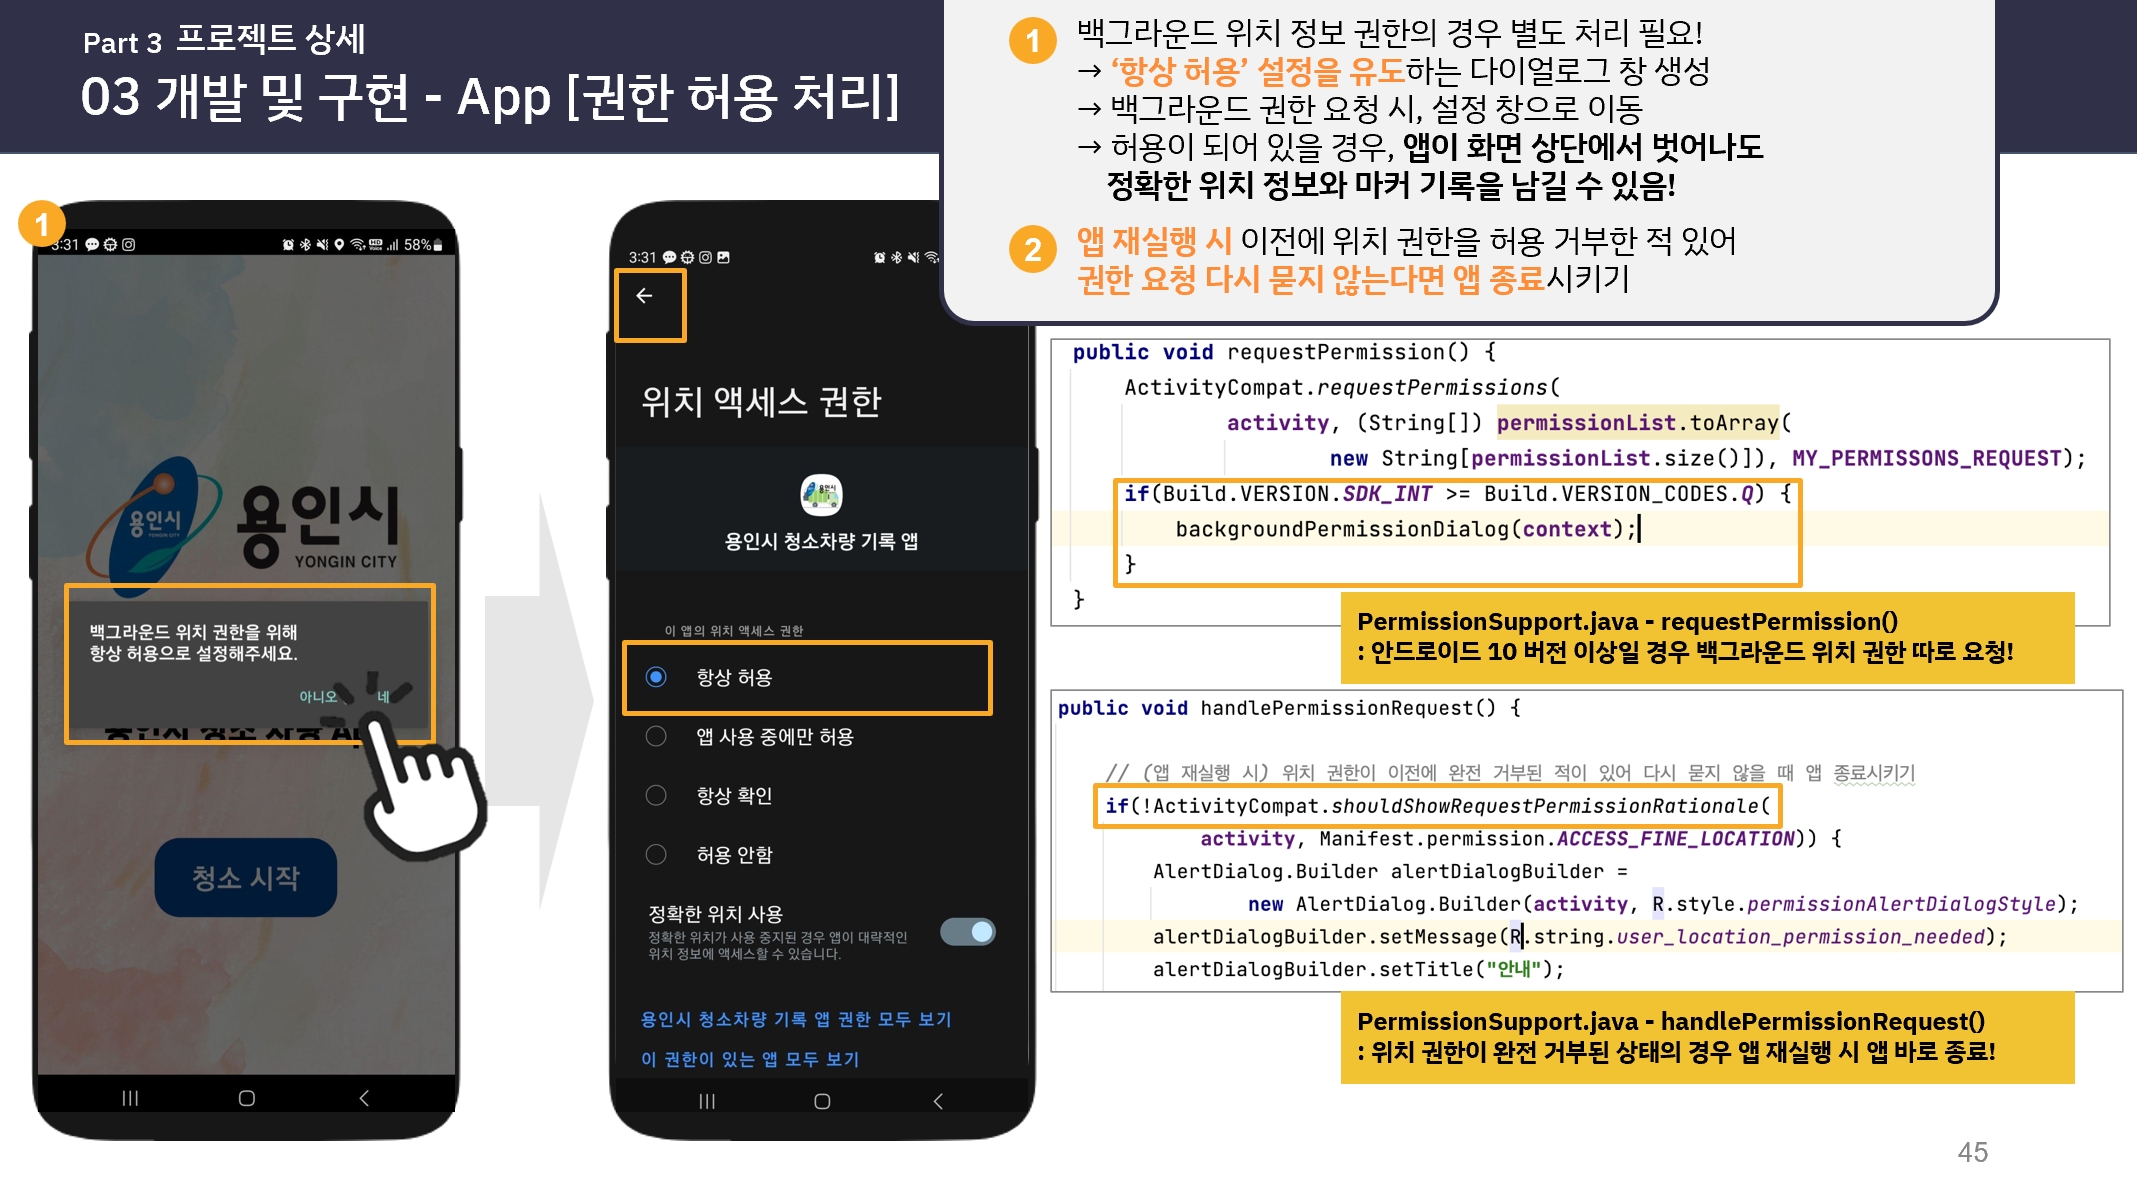 Part 3 프로젝트 상세
03 개발 및 구현 - App [권한 허용 처리]
1 백그라운드 위치 정보 권한의 경우 별도 처리 필요!
→ ‘항상 허용’ 설정을 유도하는 다이얼로그 창 생성
→ 백그라운드 권한 요청 시, 설정 창으로 이동
→ 허용이 되어 있을 경우, 앱이 화면 상단에서 벗어나도
정확한 위치 정보와 마커 기록을 남길 수 있음!
2 앱 재실행 시 이전에 위치 권한을 허용 거부한 적 있어
권한 요청 다시 묻지 않는다면 앱 종료시키기
1
3:31 58%
용인시
용인시
YONGIN CITY
백그라운드 위치 권한을 위해
항상 허용으로 설정해주세요.
아니오 네
청소 시작
3:31
위치 액세스 권한
용인시
용인시 청소차량 기록 앱
이 앱의 위치 액세스 권한
항상 허용
앱 사용 중에만 허용
항상 확인
허용 안함
정확한 위치 사용
정확한 위치가 사용 중지된 경우 앱이 대략적인
위치 정보에 액세스할 수 있습니다.
용인시 청소차량 기록 앱 권한 모두 보기
이 권한이 있는 앱 모두 보기
public void requestPermission() {
ActivityCompat.requestPermissions(
activity, (String[]) permissionList.toArray(
new String[permissionList.size()]), MY_PERMISSONS_REQUEST);
if(Build.VERSION.SDK_INT >= Build.VERSION_CODES.Q) {
backgroundPermissionDialog(context);
}
}
PermissionSupport.java - requestPermission()
: 안드로이드 10 버전 이상일 경우 백그라운드 위치 권한 따로 요청!
public void handlePermissionRequest() {
// (앱 재실행 시) 위치 권한이 이전에 완전 거부된 적이 있어 다시 묻지 않을 때 앱 종료시키기
if(!ActivityCompat.shouldShowRequestPermissionRationale(
activity, Manifest.permission.ACCESS_FINE_LOCATION)) {
AlertDialog.Builder alertDialogBuilder =
new AlertDialog.Builder(activity, R.style.permissionAlertDialogStyle);
alertDialogBuilder.setMessage(R.string.user_location_permission_needed);
alertDialogBuilder.setTitle("안내");
PermissionSupport.java - handlePermissionRequest()
: 위치 권한이 완전 거부된 상태의 경우 앱 재실행 시 앱 바로 종료!
45